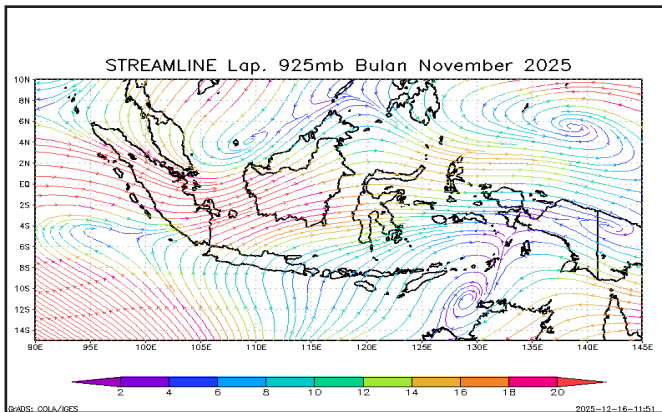 STREAMLINE Lap. 925mb Bulan November 2025
10N
8N
6N
4N
2N
EQ
2S
4S
6S
8S
10S
12S
14S
90E 95E 100E 105E 110E 115E 120E 125E 130E 135E 140E 145E
2 4 6 8 10 12 14 16 18 20
GrADS: COLA/IGES
2025-12-16-11:51